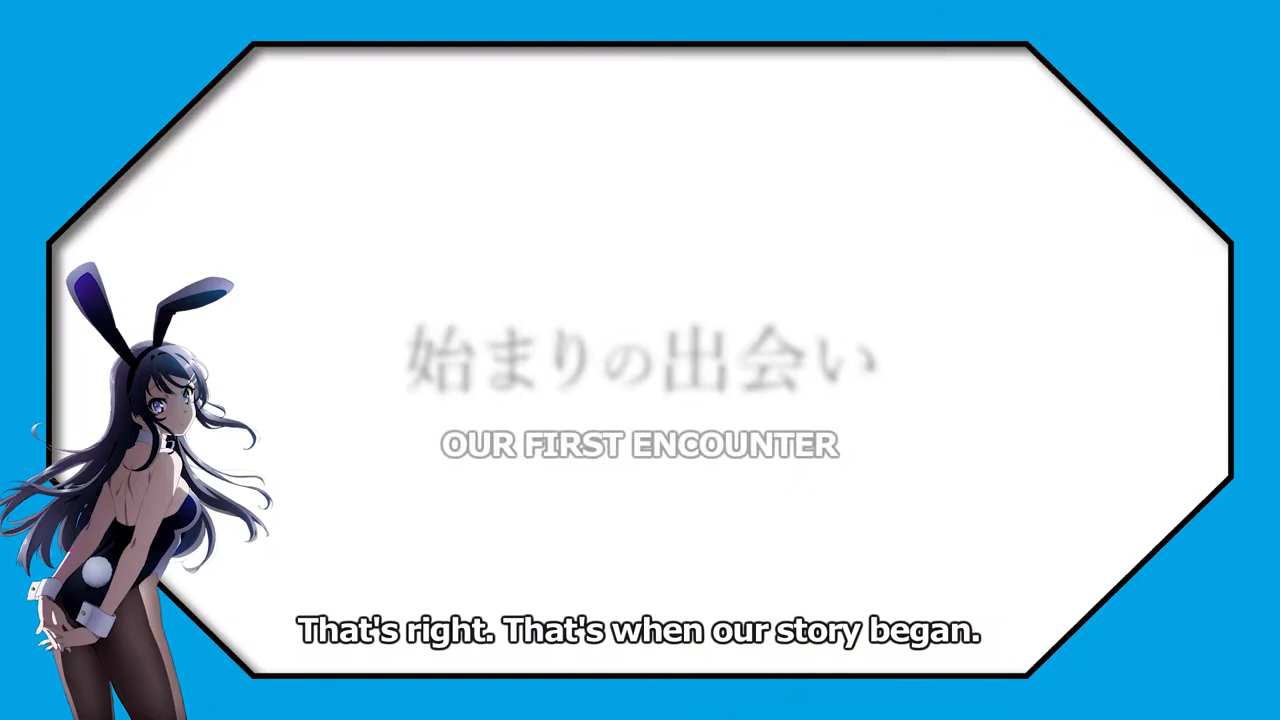 始まりの出会い
OUR FIRST ENCOUNTER
That's right. That's when our story began.